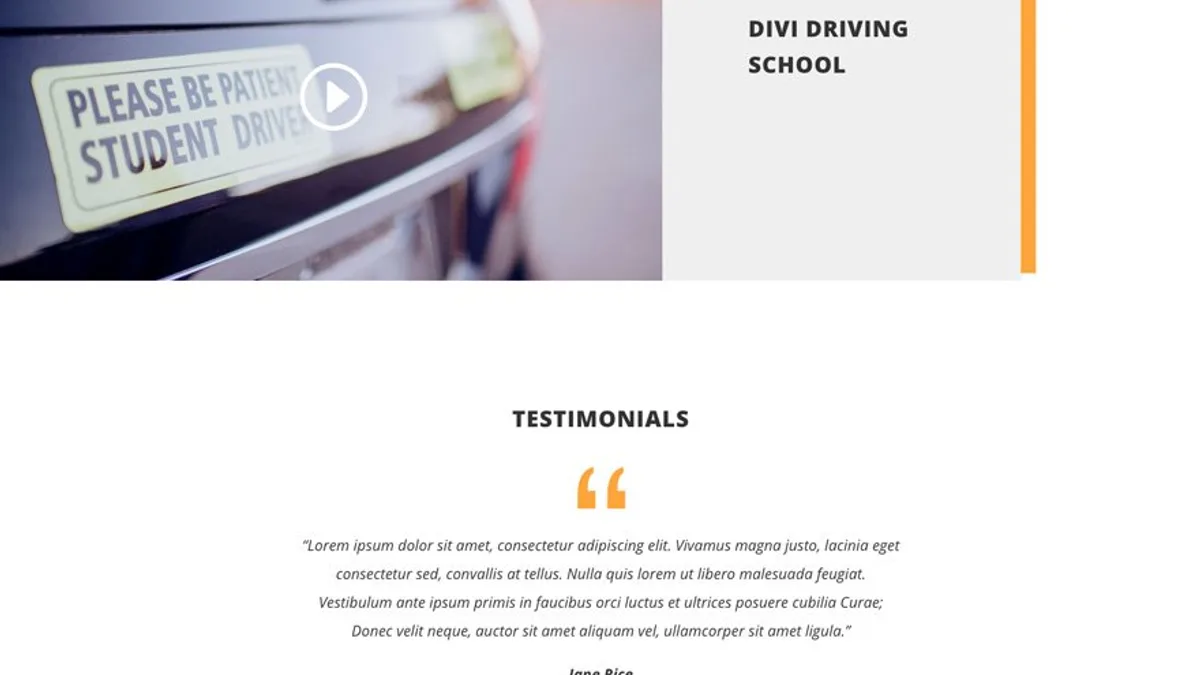 PLEASE BE PATIENT
STUDENT DRIVER
DIVI DRIVING
SCHOOL
TESTIMONIALS
“Lorem ipsum dolor sit amet, consectetur adipiscing elit. Vivamus magna justo, lacinia eget
consectetur sed, convallis at tellus. Nulla quis lorem ut libero malesuada feugiat.
Vestibulum ante ipsum primis in faucibus orci luctus et ultrices posuere cubilia Curae;
Donec velit neque, auctor sit amet aliquam vel, ullamcorper sit amet ligula.”
Jane Rice